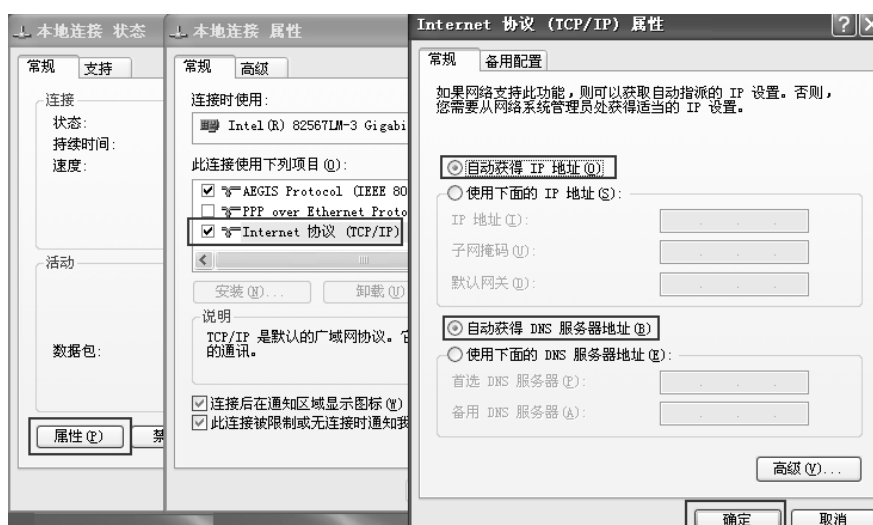 本地连接 状态
常规 支持
连接
状态:
持续时间:
速度:
活动
数据包:
属性(P)
禁
本地连接 属性
常规 高级
连接时使用:
Intel(R) 82567LM-3 Gigabi
此连接使用下列项目(O):
AEGIS Protocol (IEEE 80
PPP over Ethernet Proto
Internet 协议 (TCP/IP)
安装(N)... 卸载(U)
说明
TCP/IP 是默认的广域网协议。它
的通讯。
连接后在通知区域显示图标(W)
此连接被限制或无连接时通知我
Internet 协议 (TCP/IP) 属性
常规 备用配置
如果网络支持此功能，则可以获取自动指派的 IP 设置。否则，
您需要从网络系统管理员处获得适当的 IP 设置。
自动获得 IP 地址(O)
使用下面的 IP 地址(S):
IP 地址(I):
子网掩码(U):
默认网关(D):
自动获得 DNS 服务器地址(B)
使用下面的 DNS 服务器地址(E):
首选 DNS 服务器(P):
备用 DNS 服务器(A):
高级(V)...
确定 取消